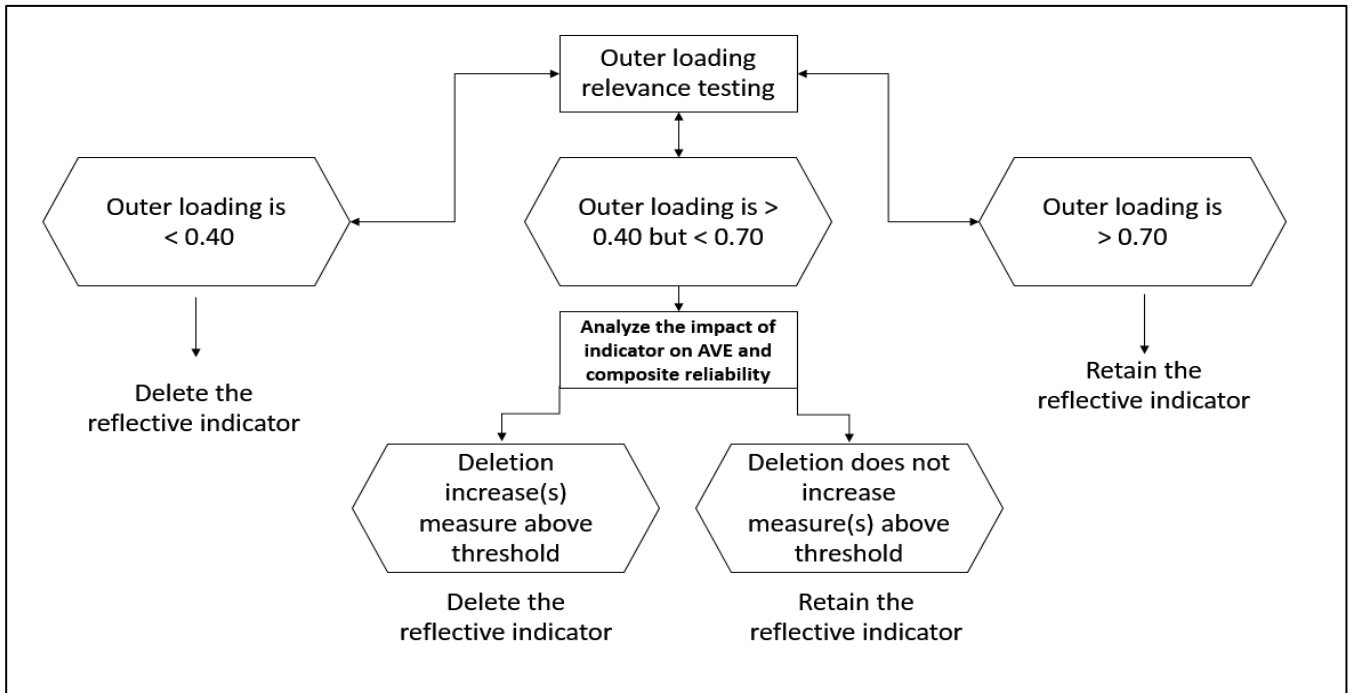 Outer loading
relevance testing
Outer loading is
< 0.40
Outer loading is >
0.40 but < 0.70
Outer loading is
> 0.70
Analyze the impact of
indicator on AVE and
composite reliability
Delete the
reflective indicator
Retain the
reflective indicator
Deletion
increase(s)
measure above
threshold
Deletion does not
increase
measure(s) above
threshold
Delete the
reflective indicator
Retain the
reflective indicator